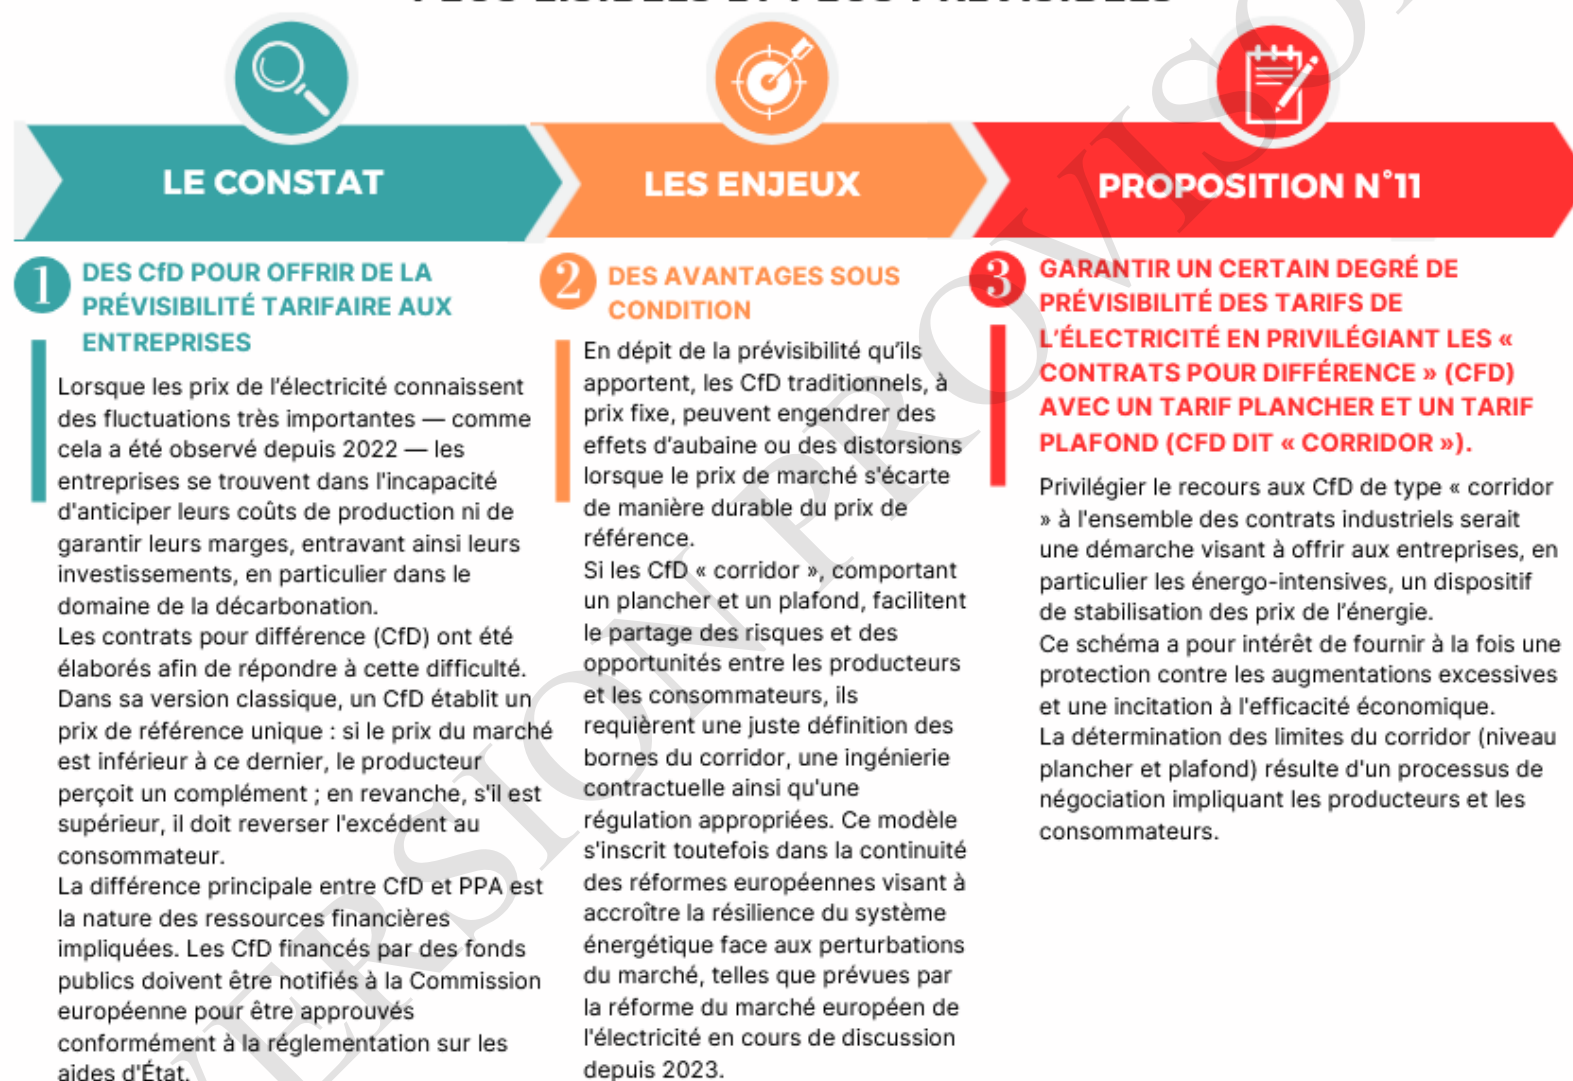 PLUS LISIBLES ET PLUS PRÉVISIBLES
LE CONSTAT
LES ENJEUX
PROPOSITION N°11
1
DES CfD POUR OFFRIR DE LA
PRÉVISIBILITÉ TARIFAIRE AUX
ENTREPRISES
Lorsque les prix de l'électricité connaissent
des fluctuations très importantes — comme
cela a été observé depuis 2022 — les
entreprises se trouvent dans l'incapacité
d'anticiper leurs coûts de production ni de
garantir leurs marges, entravant ainsi leurs
investissements, en particulier dans le
domaine de la décarbonation.
Les contrats pour différence (CfD) ont été
élaborés afin de répondre à cette difficulté.
Dans sa version classique, un CfD établit un
prix de référence unique : si le prix du marché
est inférieur à ce dernier, le producteur
perçoit un complément ; en revanche, s'il est
supérieur, il doit reverser l'excédent au
consommateur.
La différence principale entre CfD et PPA est
la nature des ressources financières
impliquées. Les CfD financés par des fonds
publics doivent être notifiés à la Commission
européenne pour être approuvés
conformément à la réglementation sur les
aides d'État.
2
DES AVANTAGES SOUS
CONDITION
En dépit de la prévisibilité qu'ils
apportent, les CfD traditionnels, à
prix fixe, peuvent engendrer des
effets d'aubaine ou des distorsions
lorsque le prix de marché s'écarte
de manière durable du prix de
référence.
Si les CfD « corridor », comportant
un plancher et un plafond, facilitent
le partage des risques et des
opportunités entre les producteurs
et les consommateurs, ils
requièrent une juste définition des
bornes du corridor, une ingénierie
contractuelle ainsi qu'une
régulation appropriées. Ce modèle
s'inscrit toutefois dans la continuité
des réformes européennes visant à
accroître la résilience du système
énergétique face aux perturbations
du marché, telles que prévues par
la réforme du marché européen de
l'électricité en cours de discussion
depuis 2023.
3
GARANTIR UN CERTAIN DEGRÉ DE
PRÉVISIBILITÉ DES TARIFS DE
L'ÉLECTRICITÉ EN PRIVILÉGIANT LES «
CONTRATS POUR DIFFÉRENCE » (CFD)
AVEC UN TARIF PLANCHER ET UN TARIF
PLAFOND (CFD DIT « CORRIDOR »).
Privilégier le recours aux CfD de type « corridor
» à l'ensemble des contrats industriels serait
une démarche visant à offrir aux entreprises, en
particulier les énergo-intensives, un dispositif
de stabilisation des prix de l'énergie.
Ce schéma a pour intérêt de fournir à la fois une
protection contre les augmentations excessives
et une incitation à l'efficacité économique.
La détermination des limites du corridor (niveau
plancher et plafond) résulte d'un processus de
négociation impliquant les producteurs et les
consommateurs.
VERSION PROVISO